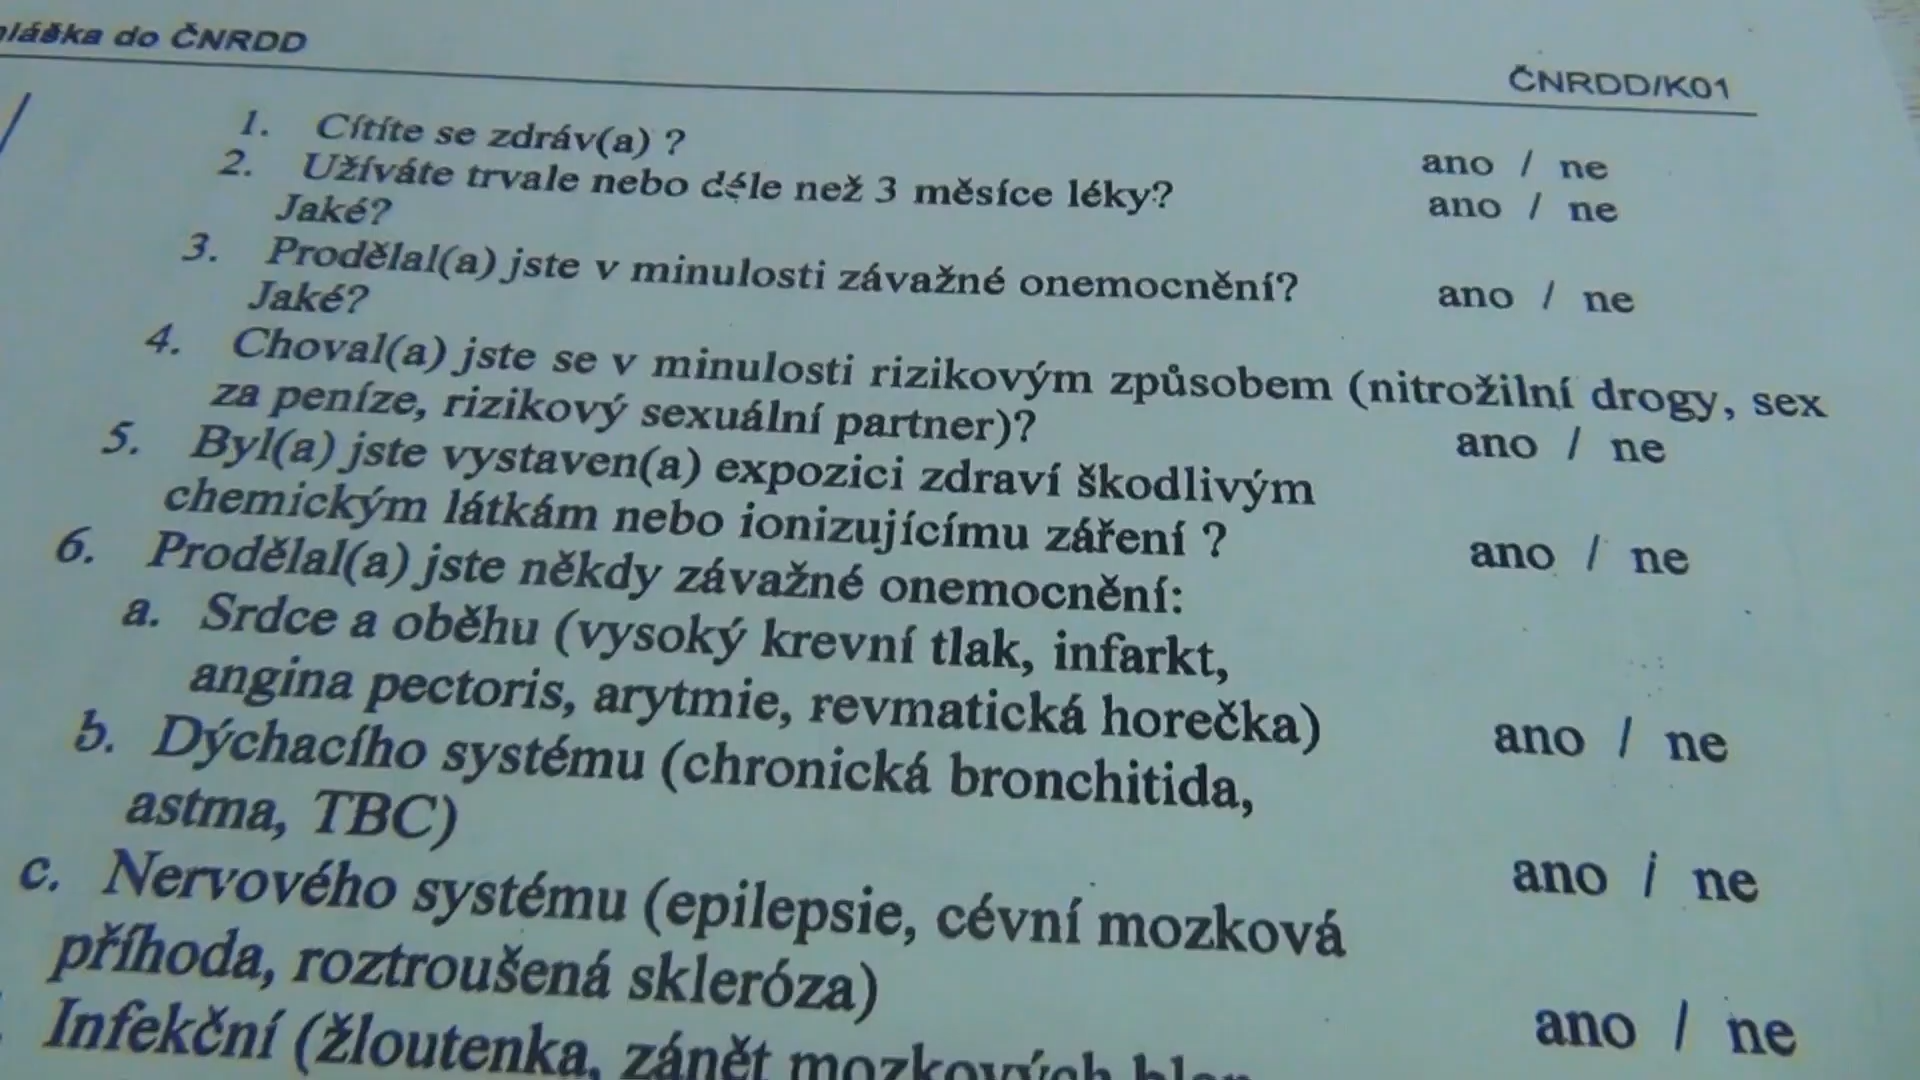 hláška do ČNRDD
ČNRDD/K01
1. Cítíte se zdráv(a) ? ano / ne
2. Užíváte trvale nebo déle než 3 měsíce léky? ano / ne
Jaké?
3. Prodělal(a) jste v minulosti závažné onemocnění? ano / ne
Jaké?
4. Choval(a) jste se v minulosti rizikovým způsobem (nitrožilní drogy, sex
za peníze, rizikový sexuální partner)? ano / ne
5. Byl(a) jste vystaven(a) expozici zdraví škodlivým
chemickým látkám nebo ionizujícímu záření ? ano / ne
6. Prodělal(a) jste někdy závažné onemocnění:
a. Srdce a oběhu (vysoký krevní tlak, infarkt,
angina pectoris, arytmie, revmatická horečka) ano / ne
b. Dýchacího systému (chronická bronchitida,
astma, TBC) ano / ne
c. Nervového systému (epilepsie, cévní mozková
příhoda, roztroušená skleróza) ano / ne
Infekční (žloutenka, zánět mozkových blan